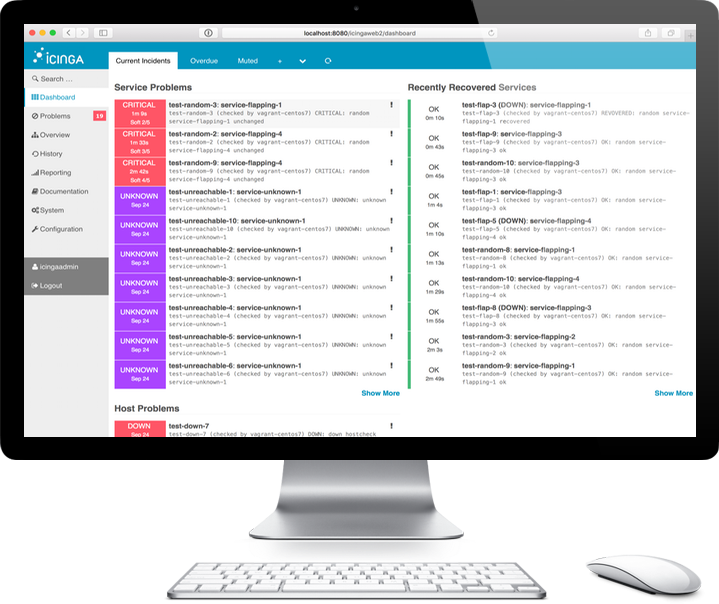 localhost:8080/icingaweb2/dashboard
icinga
Current Incidents Overdue Muted
Search ...
Dashboard
Problems 19
Overview
History
Reporting
Documentation
System
Configuration
icingaadmin
Logout
Service Problems
CRITICAL
1m 9s
Soft 2/5
test-random-3: service-flapping-1
test-random-3 (checked by vagrant-centos7) CRITICAL: random
service-flapping-1 unchanged
CRITICAL
1m 33s
Soft 3/5
test-random-2: service-flapping-4
test-random-2 (checked by vagrant-centos7) CRITICAL: random
service-flapping-4 unchanged
CRITICAL
2m 42s
Soft 4/5
test-random-9: service-flapping-4
test-random-9 (checked by vagrant-centos7) CRITICAL: random
service-flapping-4 unchanged
UNKNOWN
Sep 24
test-unreachable-1: service-unknown-1
test-unreachable-1 (checked by vagrant-centos7) UNKNOWN: unknown
service-unknown-1
UNKNOWN
Sep 24
test-unreachable-10: service-unknown-1
test-unreachable-10 (checked by vagrant-centos7) UNKNOWN: unknown
service-unknown-1
UNKNOWN
Sep 24
test-unreachable-2: service-unknown-1
test-unreachable-2 (checked by vagrant-centos7) UNKNOWN: unknown
service-unknown-1
UNKNOWN
Sep 24
test-unreachable-3: service-unknown-1
test-unreachable-3 (checked by vagrant-centos7) UNKNOWN: unknown
service-unknown-1
UNKNOWN
Sep 24
test-unreachable-4: service-unknown-1
test-unreachable-4 (checked by vagrant-centos7) UNKNOWN: unknown
service-unknown-1
UNKNOWN
Sep 24
test-unreachable-5: service-unknown-1
test-unreachable-5 (checked by vagrant-centos7) UNKNOWN: unknown
service-unknown-1
UNKNOWN
Sep 24
test-unreachable-6: service-unknown-1
test-unreachable-6 (checked by vagrant-centos7) UNKNOWN: unknown
service-unknown-1
Show More
Host Problems
DOWN
Sep 24
test-down-7
test-down-7 (checked by vagrant-centos7) DOWN: down hostcheck
Recently Recovered Services
OK
0m 10s
test-flap-3 (DOWN): service-flapping-1
test-flap-3 (checked by vagrant-centos7) REVOVERED: random service-
flapping-1 recovered
OK
0m 43s
test-flap-9: service-flapping-3
test-flap-9 (checked by vagrant-centos7) OK: random service-
flapping-3 ok
OK
0m 45s
test-random-10: service-flapping-3
test-random-10 (checked by vagrant-centos7) OK: random service-
flapping-3 ok
OK
1m 4s
test-flap-1: service-flapping-3
test-flap-1 (checked by vagrant-centos7) OK: random service-
flapping-3 ok
OK
1m 10s
test-flap-5 (DOWN): service-flapping-4
test-flap-5 (checked by vagrant-centos7) OK: random service-
flapping-4 ok
OK
1m 13s
test-random-8: service-flapping-1
test-random-8 (checked by vagrant-centos7) OK: random service-
flapping-1 ok
OK
1m 29s
test-random-10: service-flapping-4
test-random-10 (checked by vagrant-centos7) OK: random service-
flapping-4 ok
OK
1m 55s
test-flap-8 (DOWN): service-flapping-3
test-flap-8 (checked by vagrant-centos7) OK: random service-
flapping-3 ok
OK
2m 3s
test-random-3: service-flapping-2
test-random-3 (checked by vagrant-centos7) OK: random service-
flapping-2 ok
OK
2m 49s
test-random-9: service-flapping-1
test-random-9 (checked by vagrant-centos7) OK: random service-
flapping-1 ok
Show More